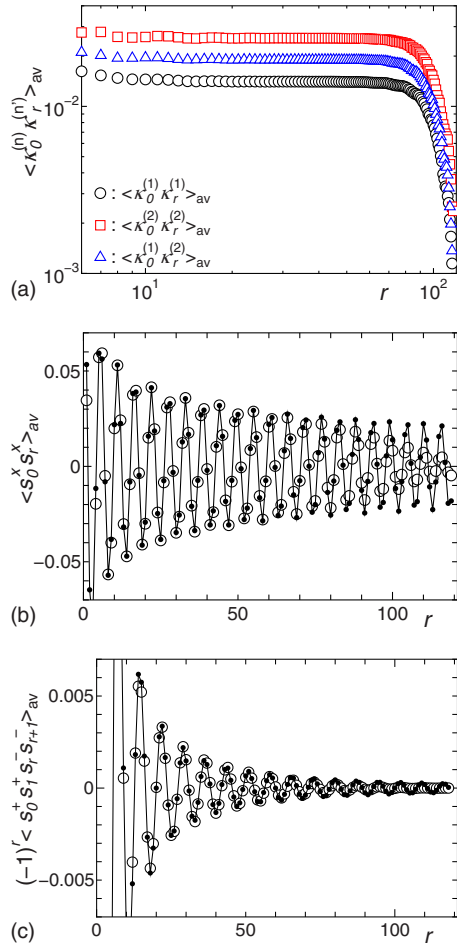 <κ₀⁽ⁿ⁾ κᵣ⁽ⁿ'⁾>av
10⁻²
10⁻³
○ : <κ₀⁽¹⁾ κᵣ⁽¹⁾>av
□ : <κ₀⁽²⁾ κᵣ⁽²⁾>av
△ : <κ₀⁽¹⁾ κᵣ⁽²⁾>av
(a)
10¹
r
10²
<s₀ˣ sᵣˣ>av
0.05
0
−0.05
(b)
0
50
100
r
(−1)ʳ <s₀⁺ s₁⁺ sᵣ⁻ sᵣ₊₁⁻>av
0.005
0
−0.005
(c)
0
50
100
r